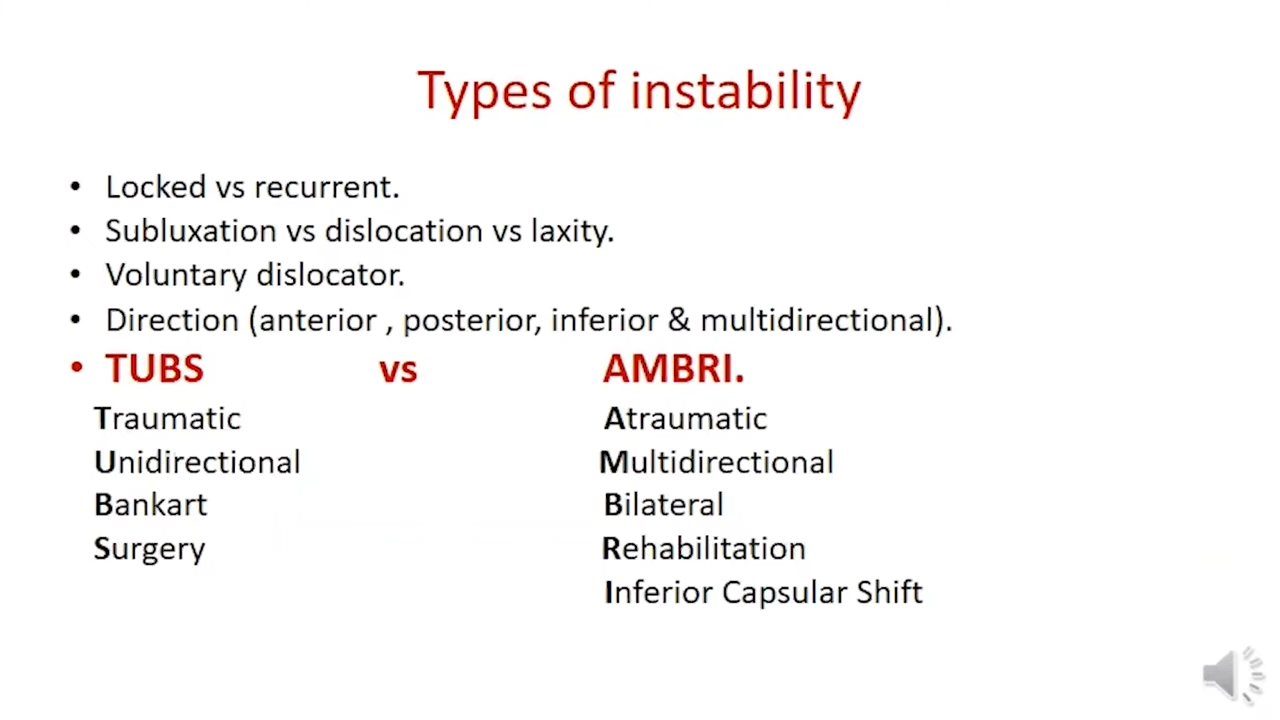 Types of instability
• Locked vs recurrent.
• Subluxation vs dislocation vs laxity.
• Voluntary dislocator.
• Direction (anterior , posterior, inferior & multidirectional).
• TUBS vs AMBRI.
Traumatic Atraumatic
Unidirectional Multidirectional
Bankart Bilateral
Surgery Rehabilitation
Inferior Capsular Shift